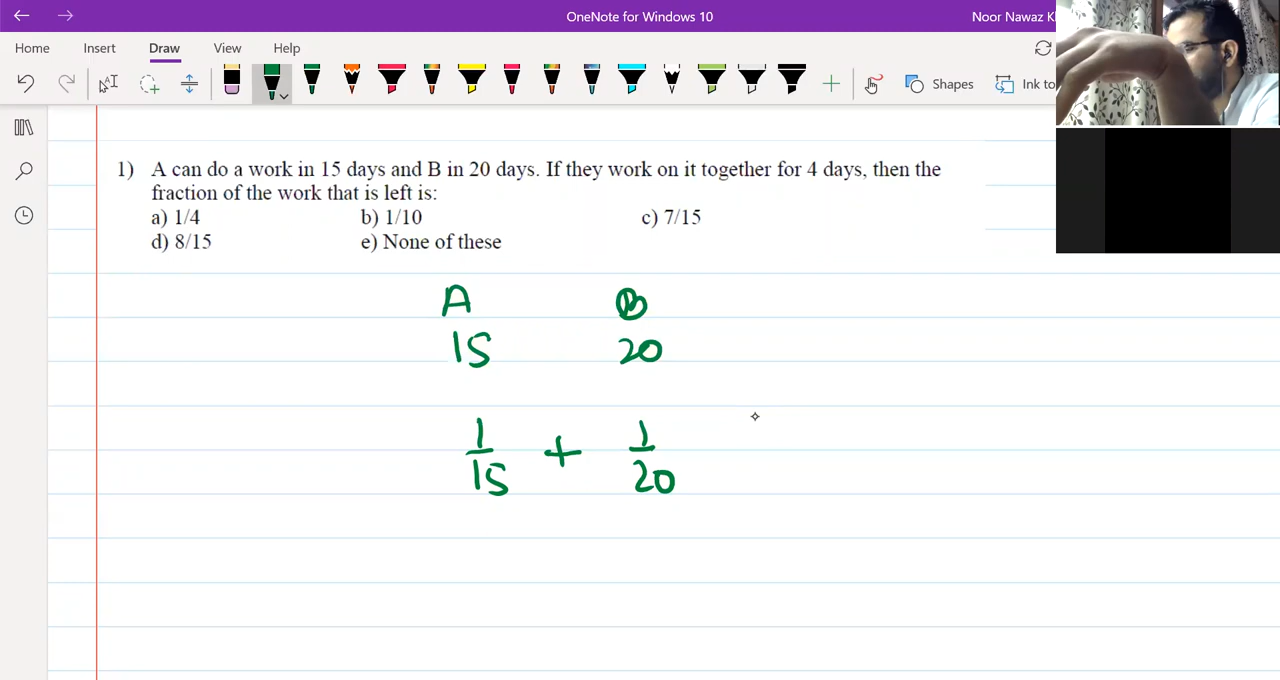 OneNote for Windows 10
Noor Nawaz Kh
Home Insert Draw View Help
Shapes
Ink to
1) A can do a work in 15 days and B in 20 days. If they work on it together for 4 days, then the
fraction of the work that is left is:
a) 1/4 b) 1/10 c) 7/15
d) 8/15 e) None of these
A B
15 20
1/15 + 1/20